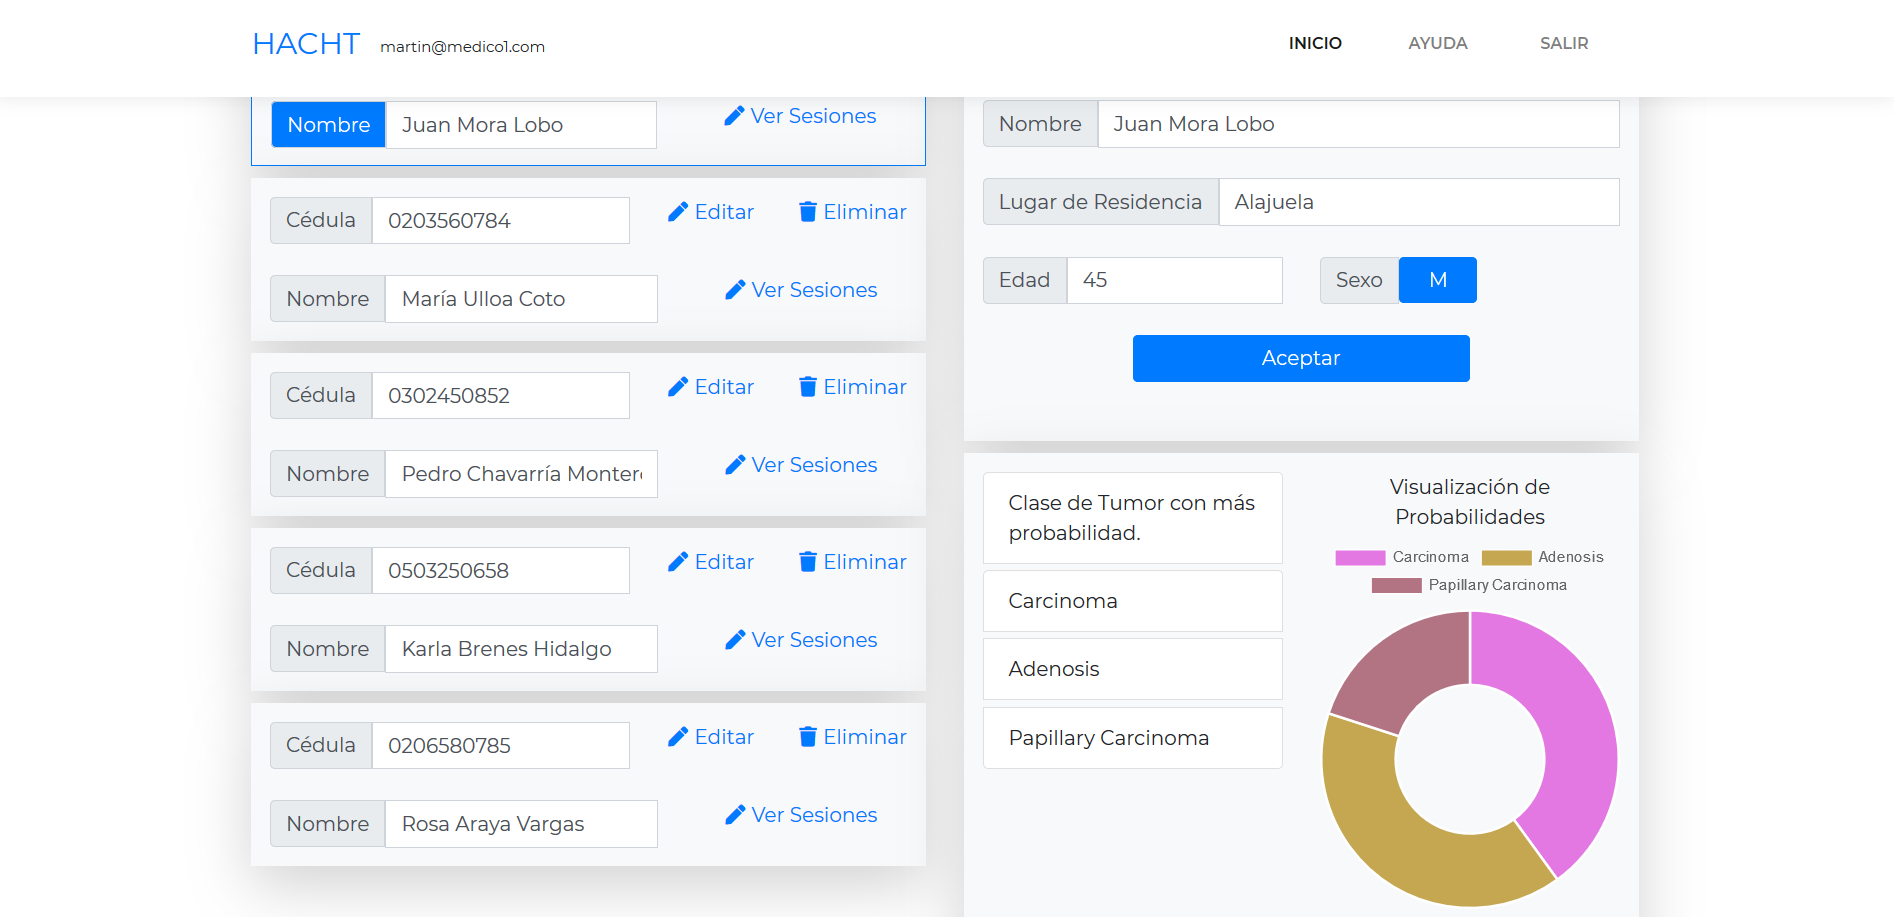 HACHT martin@medico1.com INICIO AYUDA SALIR
Nombre Juan Mora Lobo Ver Sesiones
Cédula 0203560784 Editar Eliminar
Nombre María Ulloa Coto Ver Sesiones
Cédula 0302450852 Editar Eliminar
Nombre Pedro Chavarría Monter Ver Sesiones
Cédula 0503250658 Editar Eliminar
Nombre Karla Brenes Hidalgo Ver Sesiones
Cédula 0206580785 Editar Eliminar
Nombre Rosa Araya Vargas Ver Sesiones
Nombre Juan Mora Lobo
Lugar de Residencia Alajuela
Edad 45 Sexo M
Aceptar
Clase de Tumor con más
probabilidad.
Carcinoma
Adenosis
Papillary Carcinoma
Visualización de
Probabilidades
Carcinoma Adenosis
Papillary Carcinoma